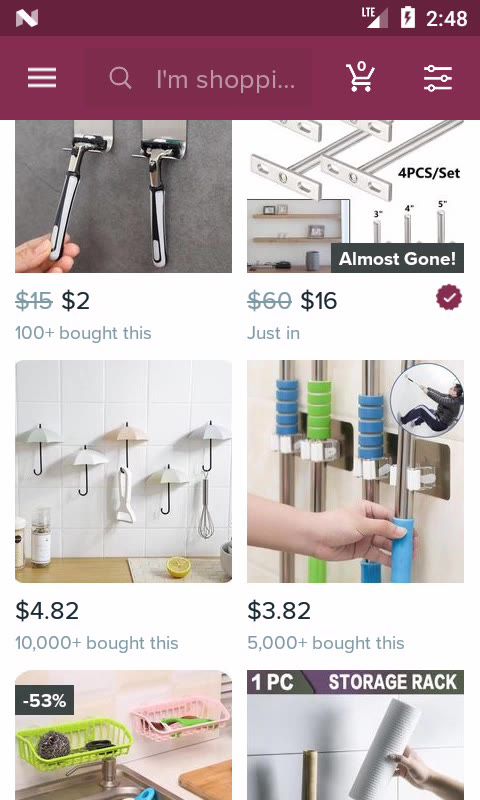 LTE
2:48
I'm shoppi...
0
4PCS/Set
3"
4"
5"
Almost Gone!
$15 $2
100+ bought this
$60 $16
Just in
$4.82
10,000+ bought this
$3.82
5,000+ bought this
-53%
1 PC STORAGE RACK